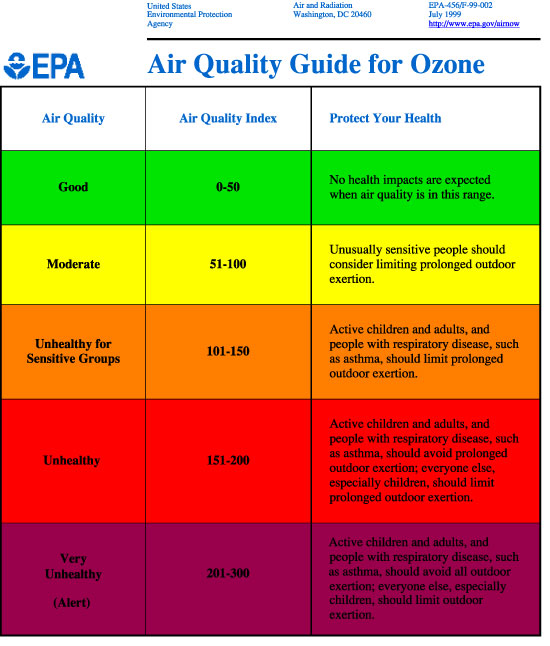 United States
Environmental Protection
Agency
Air and Radiation
Washington, DC 20460
EPA-456/F-99-002
July 1999
http://www.epa.gov/airnow
EPA
Air Quality Guide for Ozone
Air Quality
Air Quality Index
Protect Your Health
Good
0-50
No health impacts are expected
when air quality is in this range.
Moderate
51-100
Unusually sensitive people should
consider limiting prolonged outdoor
exertion.
Unhealthy for
Sensitive Groups
101-150
Active children and adults, and
people with respiratory disease, such
as asthma, should limit prolonged
outdoor exertion.
Unhealthy
151-200
Active children and adults, and
people with respiratory disease, such
as asthma, should avoid prolonged
outdoor exertion; everyone else,
especially children, should limit
prolonged outdoor exertion.
Very
Unhealthy
(Alert)
201-300
Active children and adults, and
people with respiratory disease, such
as asthma, should avoid all outdoor
exertion; everyone else, especially
children, should limit outdoor
exertion.